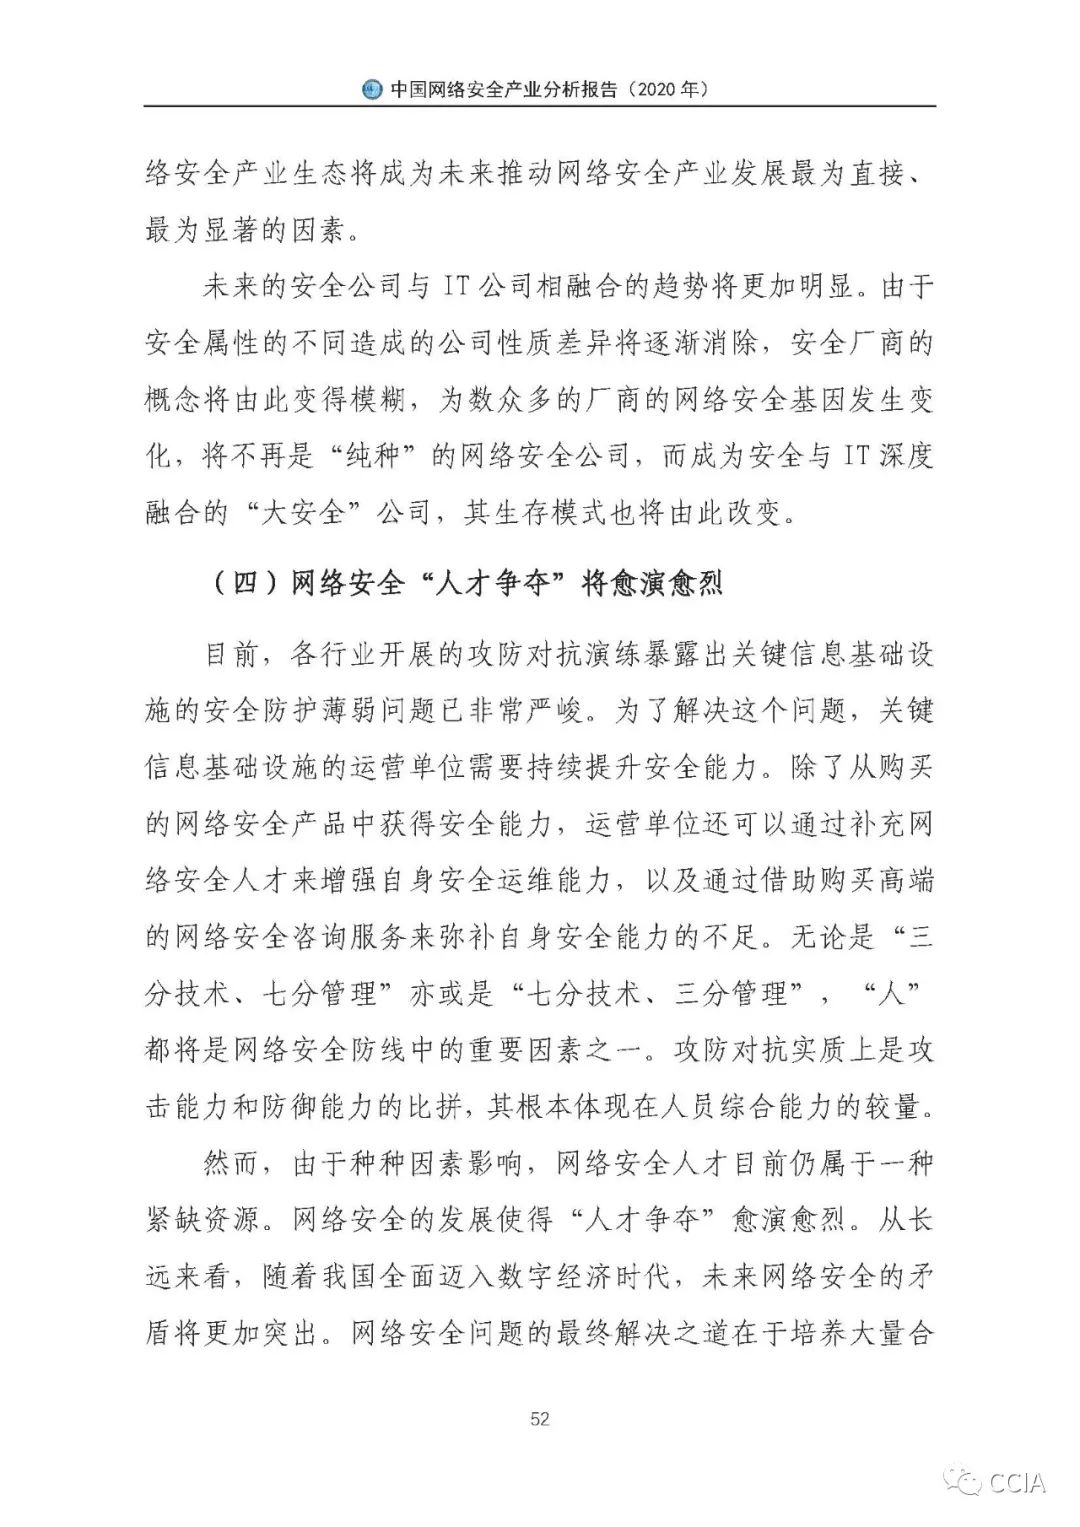 中国网络安全产业分析报告（2020 年）
络安全产业生态将成为未来推动网络安全产业发展最为直接、
最为显著的因素。
未来的安全公司与 IT 公司相融合的趋势将更加明显。由于
安全属性的不同造成的公司性质差异将逐渐消除，安全厂商的
概念将由此变得模糊，为数众多的厂商的网络安全基因发生变
化，将不再是“纯种”的网络安全公司，而成为安全与 IT 深度
融合的“大安全”公司，其生存模式也将由此改变。
（四）网络安全“人才争夺”将愈演愈烈
目前，各行业开展的攻防对抗演练暴露出关键信息基础设
施的安全防护薄弱问题已非常严峻。为了解决这个问题，关键
信息基础设施的运营单位需要持续提升安全能力。除了从购买
的网络安全产品中获得安全能力，运营单位还可以通过补充网
络安全人才来增强自身安全运维能力，以及通过借助购买高端
的网络安全咨询服务来弥补自身安全能力的不足。无论是“三
分技术、七分管理”亦或是“七分技术、三分管理”，“人”
都将是网络安全防线中的重要因素之一。攻防对抗实质上是攻
击能力和防御能力的比拼，其根本体现在人员综合能力的较量。
然而，由于种种因素影响，网络安全人才目前仍属于一种
紧缺资源。网络安全的发展使得“人才争夺”愈演愈烈。从长
远来看，随着我国全面迈入数字经济时代，未来网络安全的矛
盾将更加突出。网络安全问题的最终解决之道在于培养大量合
52
CCIA